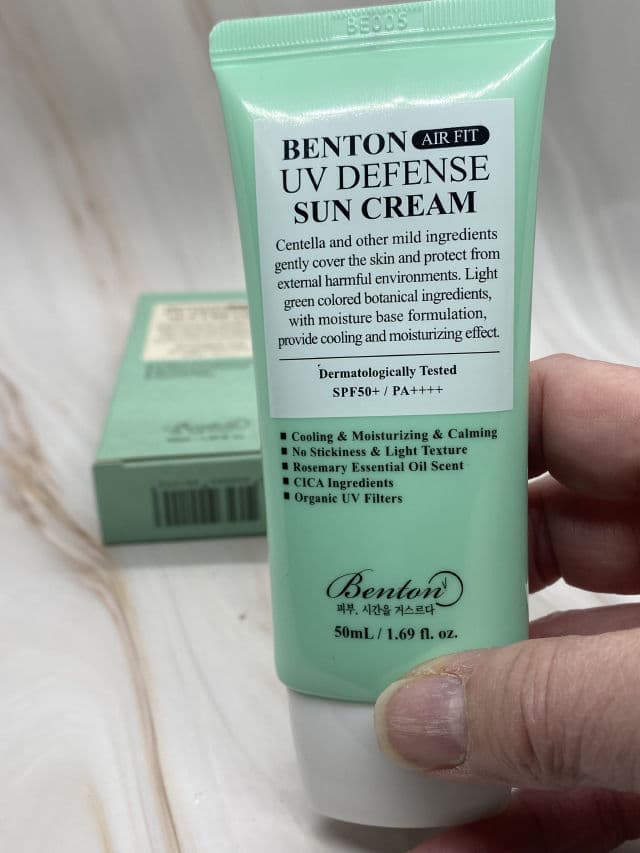 BE005
BENTON AIR FIT
UV DEFENSE
SUN CREAM
Centella and other mild ingredients
gently cover the skin and protect from
external harmful environments. Light
green colored botanical ingredients,
with moisture base formulation,
provide cooling and moisturizing effect.
Dermatologically Tested
SPF50+ / PA++++
■ Cooling & Moisturizing & Calming
■ No Stickiness & Light Texture
■ Rosemary Essential Oil Scent
■ CICA Ingredients
■ Organic UV Filters
Benton
피부, 시간을 거스르다
50mL / 1.69 fl. oz.